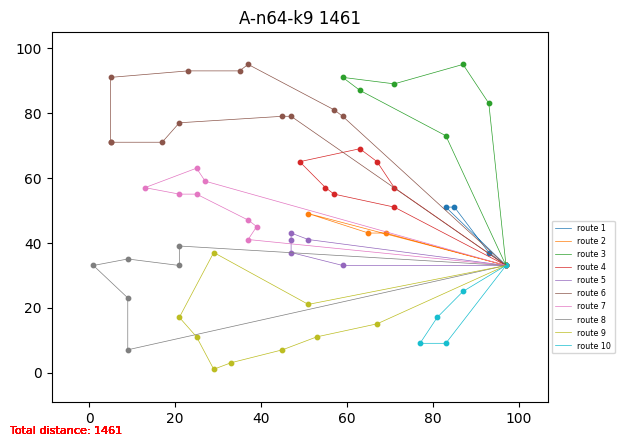 A-n64-k9 1461
100
80
60
40
20
0
0 20 40 60 80 100
route 1
route 2
route 3
route 4
route 5
route 6
route 7
route 8
route 9
route 10
Total distance: 1461